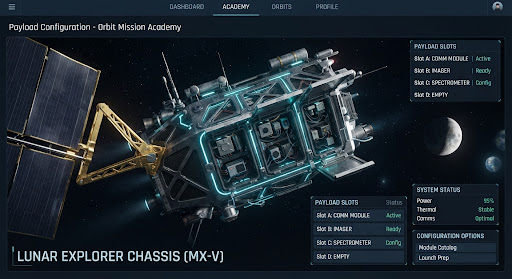 DASHBOARD ACADEMY ORBITS PROFILE
Payload Configuration - Orbit Mission Academy
PAYLOAD SLOTS
Slot A: COMM MODULE | Active
Slot B: IMAGER | Ready
Slot C: SPECTROMETER | Config
Slot D: EMPTY
SYSTEM STATUS
Power 95%
Thermal Stable
Comms Optimal
PAYLOAD SLOTS Status
Slot A: COMM MODULE Active
Slot B: IMAGER Ready
Slot C: SPECTROMETER Config
Slot D: EMPTY
CONFIGURATION OPTIONS
Module Catalog
Launch Prep
LUNAR EXPLORER CHASSIS (MX-V)